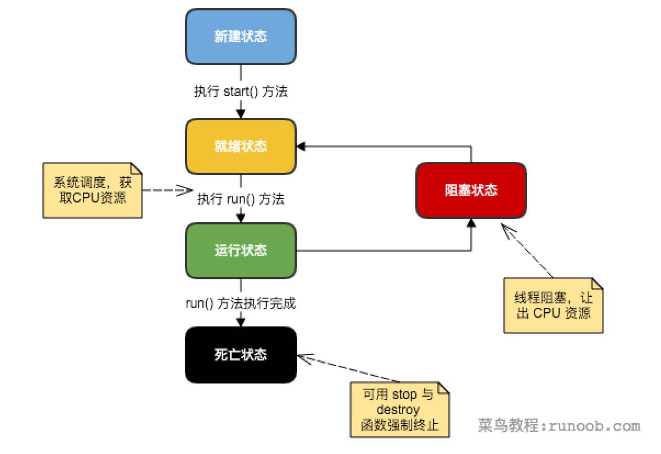 新建状态
执行 start() 方法
就绪状态
系统调度，获
取CPU资源
执行 run() 方法
阻塞状态
运行状态
线程阻塞，让
出 CPU 资源
run() 方法执行完成
死亡状态
可用 stop 与
destroy
函数强制终止
菜鸟教程:runoob.com